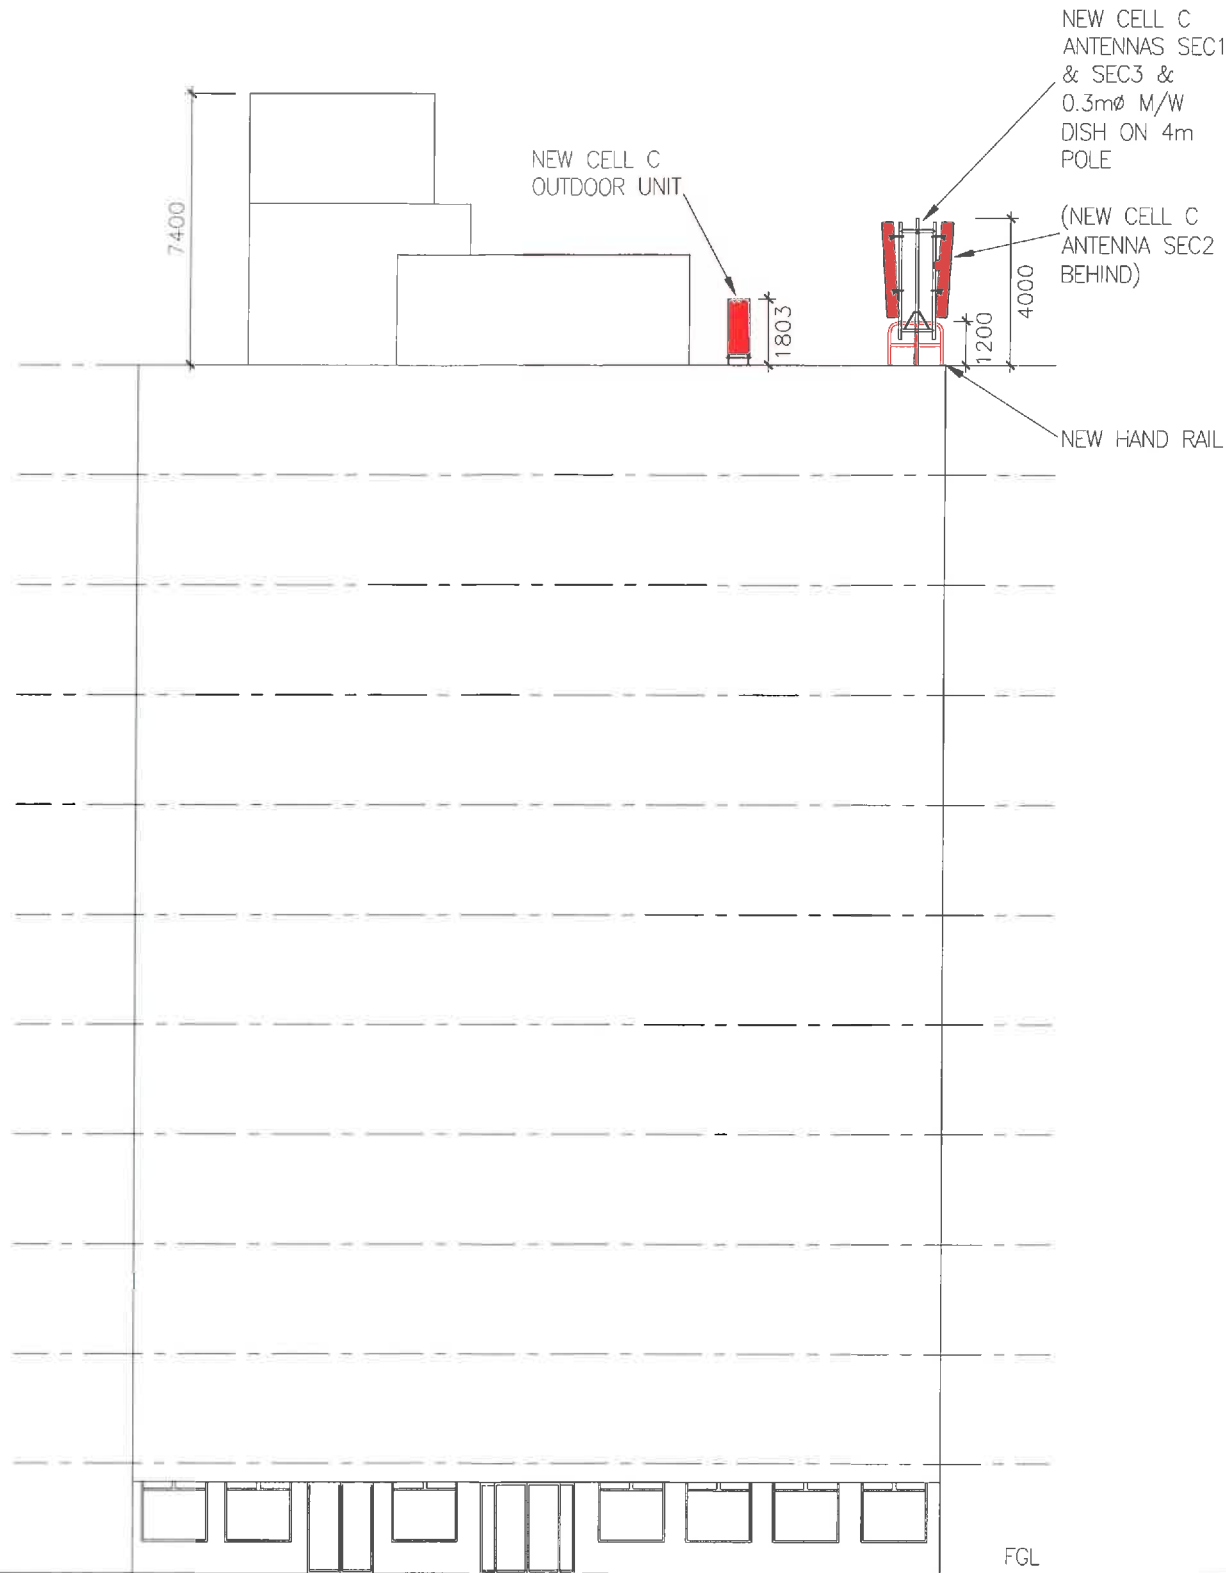 NEW CELL C
ANTENNAS SEC1
& SEC3 &
0.3mø M/W
DISH ON 4m
POLE
NEW CELL C
OUTDOOR UNIT
(NEW CELL C
ANTENNA SEC2
BEHIND)
7400
1803
1200
4000
NEW HAND RAIL
FGL